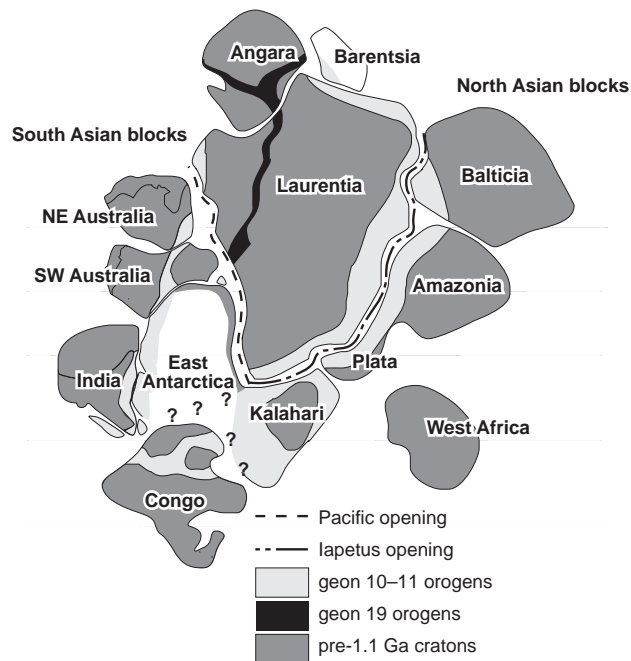 Angara
Barentsia
North Asian blocks
South Asian blocks
Laurentia
Balticia
NE Australia
SW Australia
Amazonia
East
Antarctica
Plata
India
Kalahari
West Africa
? ? ?
?
?
Congo
Pacific opening
Iapetus opening
geon 10–11 orogens
geon 19 orogens
pre-1.1 Ga cratons